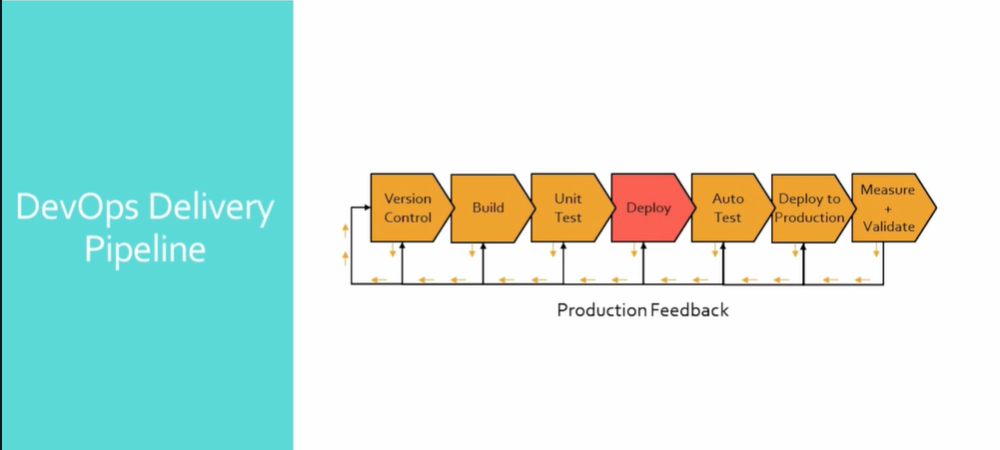 DevOps Delivery
Pipeline
Version
Control
Build
Unit
Test
Deploy
Auto
Test
Deploy to
Production
Measure
+
Validate
Production Feedback